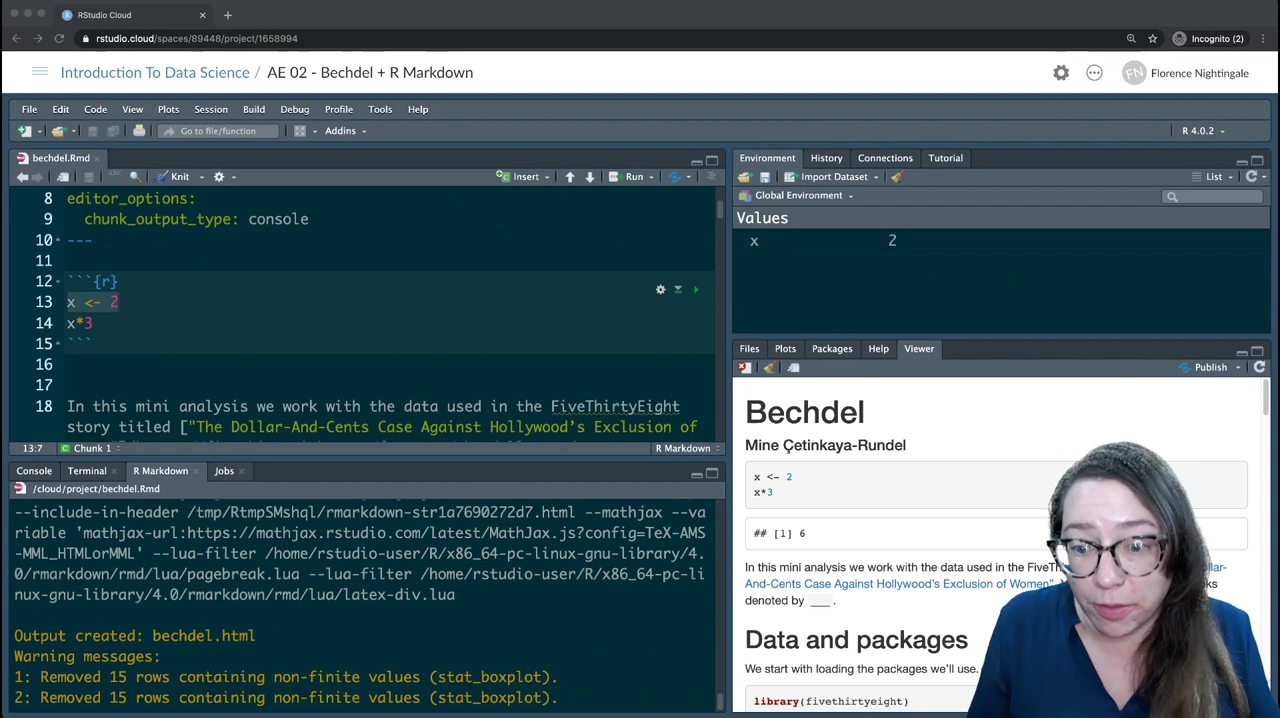 RStudio Cloud
rstudio.cloud/spaces/89448/project/1658994
Incognito (2)
Introduction To Data Science / AE 02 - Bechdel + R Markdown
FN Florence Nightingale
File Edit Code View Plots Session Build Debug Profile Tools Help
Go to file/function Addins R 4.0.2
bechdel.Rmd
ABC Knit Insert Run
8 editor_options:
9 chunk_output_type: console
10 ---
11
12 ```{r}
13 x <- 2
14 x*3
15 ```
16
17
18 In this mini analysis we work with the data used in the FiveThirtyEight
story titled ["The Dollar-And-Cents Case Against Hollywood's Exclusion of
13:7 Chunk 1 R Markdown
Console Terminal R Markdown Jobs
/cloud/project/bechdel.Rmd
--include-in-header /tmp/RtmpSMshql/rmarkdown-str1a7690272d7.html --mathjax --va
riable 'mathjax-url:https://mathjax.rstudio.com/latest/MathJax.js?config=TeX-AMS
-MML_HTMLorMML' --lua-filter /home/rstudio-user/R/x86_64-pc-linux-gnu-library/4.
0/rmarkdown/rmd/lua/pagebreak.lua --lua-filter /home/rstudio-user/R/x86_64-pc-li
nux-gnu-library/4.0/rmarkdown/rmd/lua/latex-div.lua
Output created: bechdel.html
Warning messages:
1: Removed 15 rows containing non-finite values (stat_boxplot).
2: Removed 15 rows containing non-finite values (stat_boxplot).
Environment History Connections Tutorial
Import Dataset List
Global Environment
Values
x 2
Files Plots Packages Help Viewer
Publish
Bechdel
Mine Çetinkaya-Rundel
x <- 2
x*3
## [1] 6
In this mini analysis we work with the data used in the FiveThi
And-Cents Case Against Hollywood's Exclusion of Women".
denoted by ___.
Data and packages
We start with loading the packages we'll use.
library(fivethirtyeight)